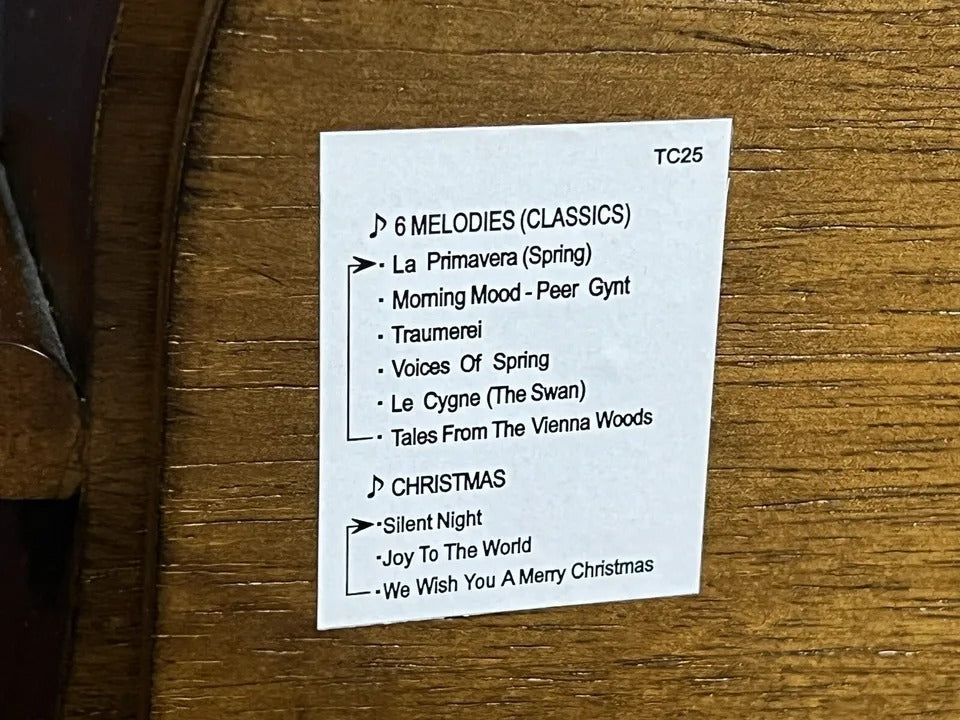 TC25
♪ 6 MELODIES (CLASSICS)
· La Primavera (Spring)
· Morning Mood - Peer Gynt
· Traumerei
· Voices Of Spring
· Le Cygne (The Swan)
· Tales From The Vienna Woods
♪ CHRISTMAS
·Silent Night
·Joy To The World
·We Wish You A Merry Christmas